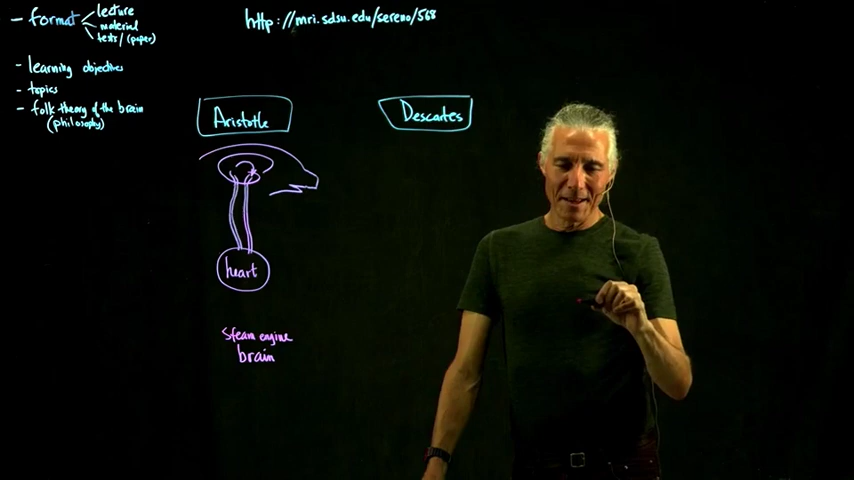 - format
lecture
material
tests/(paper)
http://mri.sdsu.edu/sereno/568
- learning objectives
- topics
- folk theory of the brain
(philosophy)
Aristotle
Descartes
heart
steam engine
brain